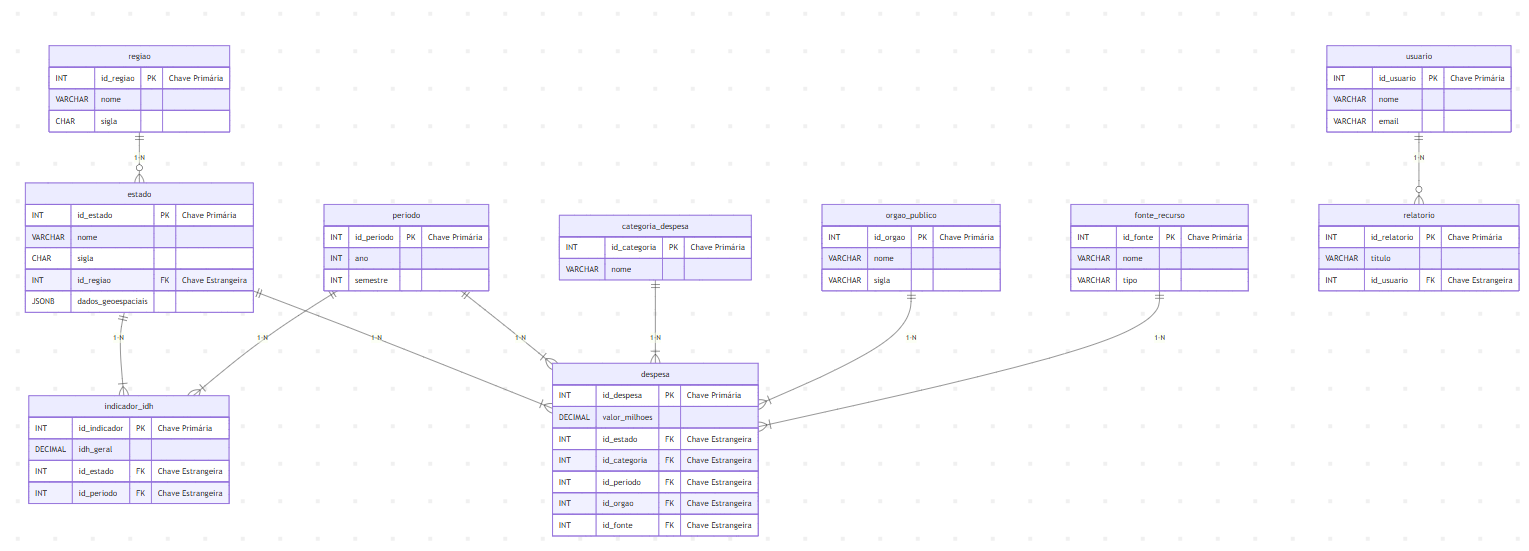 regiao
INT id_regiao PK Chave Primária
VARCHAR nome
CHAR sigla
1-N
estado
INT id_estado PK Chave Primária
VARCHAR nome
CHAR sigla
INT id_regiao FK Chave Estrangeira
JSONB dados_geoespaciais
periodo
INT id_periodo PK Chave Primária
INT ano
INT semestre
categoria_despesa
INT id_categoria PK Chave Primária
VARCHAR nome
orgao_publico
INT id_orgao PK Chave Primária
VARCHAR nome
VARCHAR sigla
fonte_recurso
INT id_fonte PK Chave Primária
VARCHAR nome
VARCHAR tipo
usuario
INT id_usuario PK Chave Primária
VARCHAR nome
VARCHAR email
1-N
relatorio
INT id_relatorio PK Chave Primária
VARCHAR titulo
INT id_usuario FK Chave Estrangeira
1-N
1-N
1-N
1-N
1-N
1-N
1-N
indicador_idh
INT id_indicador PK Chave Primária
DECIMAL idh_geral
INT id_estado FK Chave Estrangeira
INT id_periodo FK Chave Estrangeira
despesa
INT id_despesa PK Chave Primária
DECIMAL valor_milhoes
INT id_estado FK Chave Estrangeira
INT id_categoria FK Chave Estrangeira
INT id_periodo FK Chave Estrangeira
INT id_orgao FK Chave Estrangeira
INT id_fonte FK Chave Estrangeira